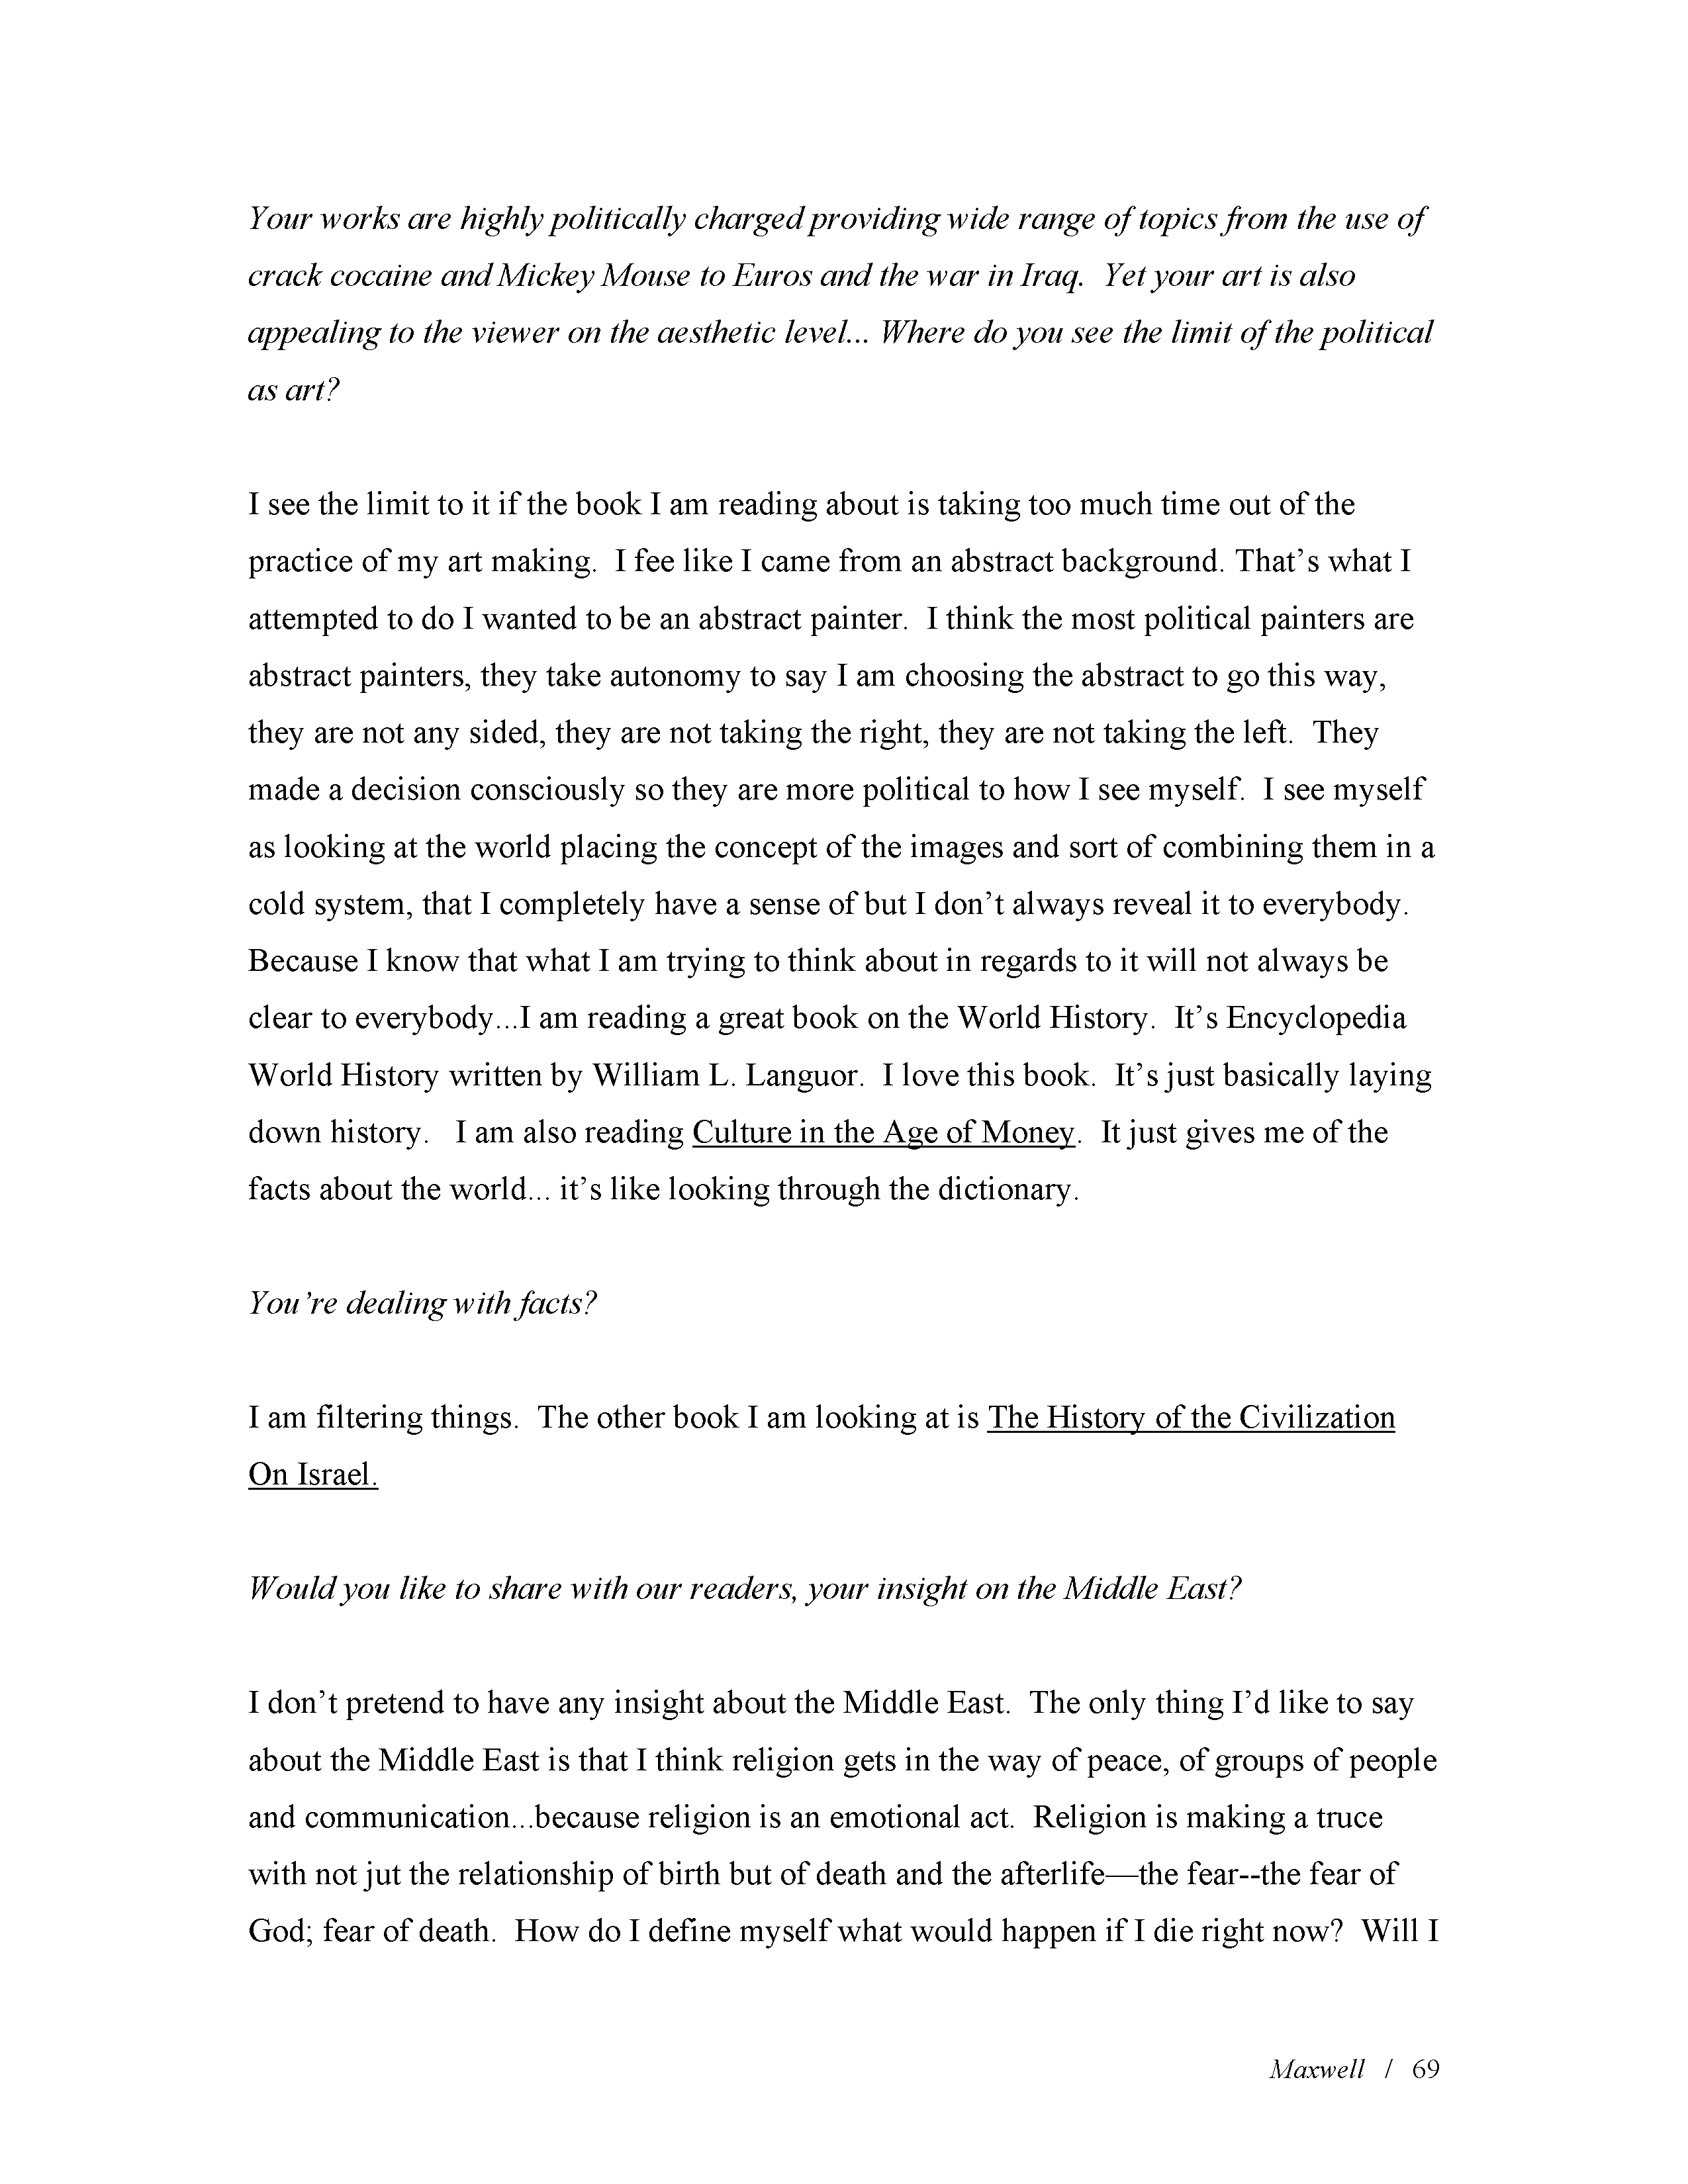 Your works are highly politically charged providing wide range of topics from the use of
crack cocaine and Mickey Mouse to Euros and the war in Iraq.  Yet your art is also
appealing to the viewer on the aesthetic level... Where do you see the limit of the political
as art?
I see the limit to it if the book I am reading about is taking too much time out of the
practice of my art making.  I fee like I came from an abstract background. That’s what I
attempted to do I wanted to be an abstract painter.  I think the most political painters are
abstract painters, they take autonomy to say I am choosing the abstract to go this way,
they are not any sided, they are not taking the right, they are not taking the left.  They
made a decision consciously so they are more political to how I see myself.  I see myself
as looking at the world placing the concept of the images and sort of combining them in a
cold system, that I completely have a sense of but I don’t always reveal it to everybody.
Because I know that what I am trying to think about in regards to it will not always be
clear to everybody...I am reading a great book on the World History.  It’s Encyclopedia
World History written by William L. Languor.  I love this book.  It’s just basically laying
down history.   I am also reading Culture in the Age of Money.  It just gives me of the
facts about the world... it’s like looking through the dictionary.
You’re dealing with facts?
I am filtering things.  The other book I am looking at is The History of the Civilization
On Israel.
Would you like to share with our readers, your insight on the Middle East?
I don’t pretend to have any insight about the Middle East.  The only thing I’d like to say
about the Middle East is that I think religion gets in the way of peace, of groups of people
and communication...because religion is an emotional act.  Religion is making a truce
with not jut the relationship of birth but of death and the afterlife—the fear--the fear of
God; fear of death.  How do I define myself what would happen if I die right now?  Will I
Maxwell / 69